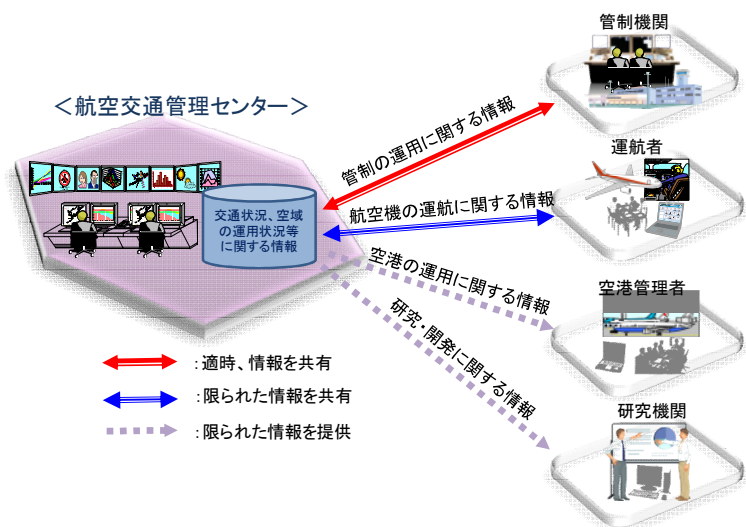 管制機関
＜航空交通管理センター＞
管制の運用に関する情報
運航者
交通状況、空域
の運用状況等
に関する情報
航空機の運航に関する情報
空港の運用に関する情報
空港管理者
研究・開発に関する情報
:適時、情報を共有
:限られた情報を共有
研究機関
:限られた情報を提供